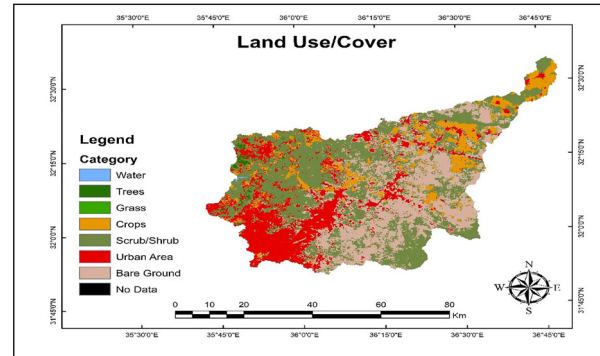 35°30'0"E 35°45'0"E 36°0'0"E 36°15'0"E 36°30'0"E 36°45'0"E
Land Use/Cover
32°30'0"N
32°15'0"N
32°0'0"N
31°45'0"N
32°30'0"N
32°15'0"N
32°0'0"N
31°45'0"N
Legend
Category
Water
Trees
Grass
Crops
Scrub/Shrub
Urban Area
Bare Ground
No Data
N
W E
S
0 5 10 20 40 60 80
Km
35°30'0"E 35°45'0"E 36°0'0"E 36°15'0"E 36°30'0"E 36°45'0"E